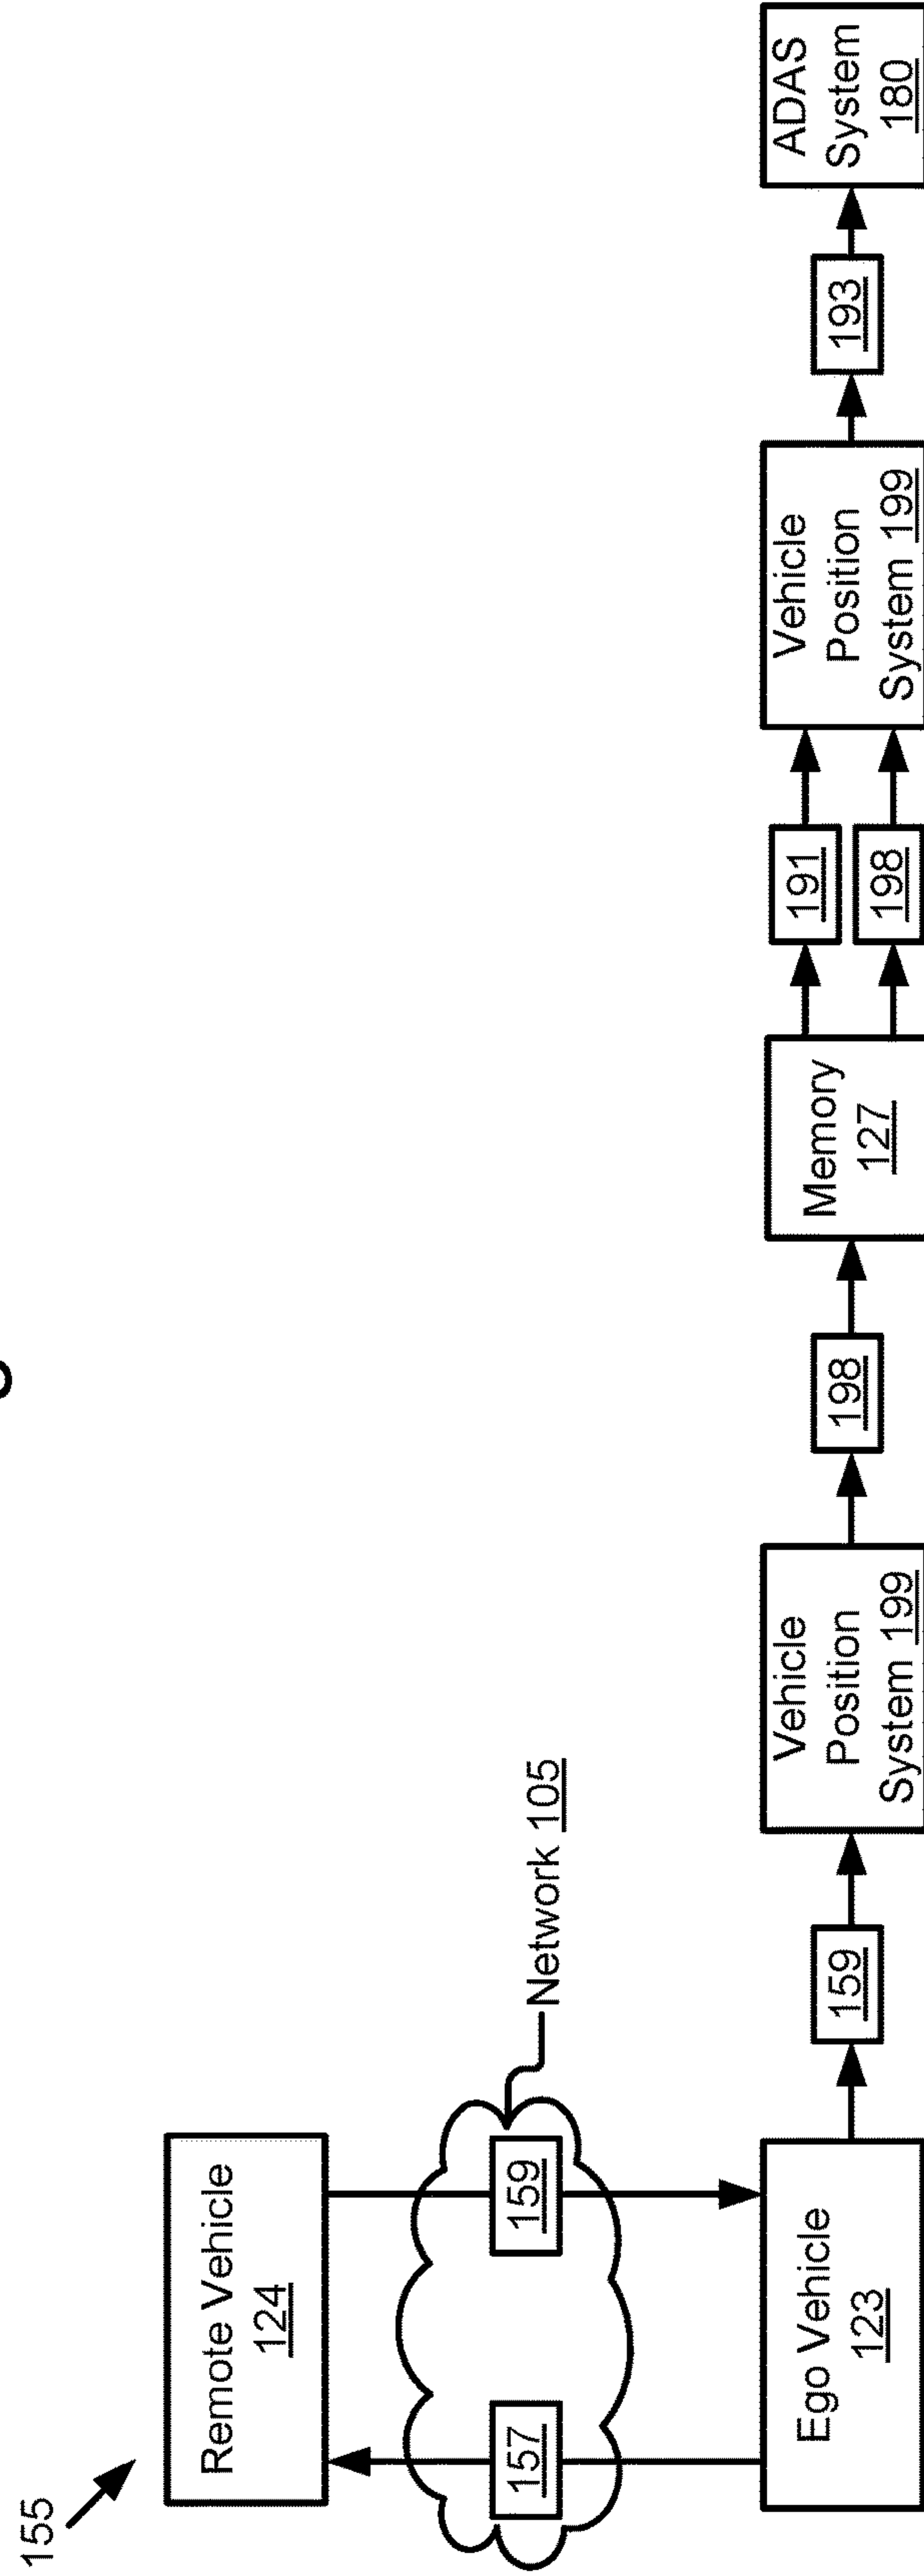 155
Remote Vehicle
124
157
159
Network 105
Ego Vehicle
123
159
Vehicle
Position
System 199
198
Memory
127
191
198
Vehicle
Position
System 199
193
ADAS
System
180